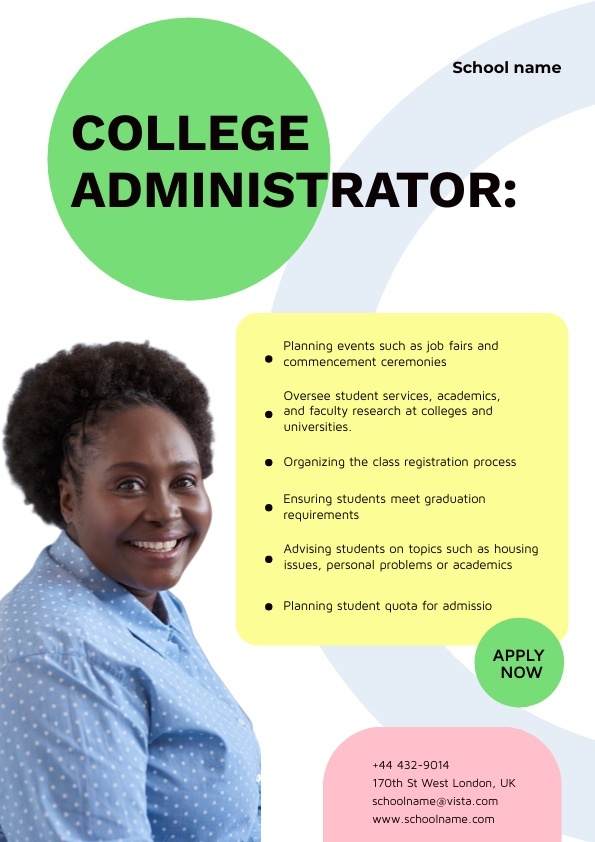 School name
COLLEGE
ADMINISTRATOR:
Planning events such as job fairs and
commencement ceremonies
Oversee student services, academics,
and faculty research at colleges and
universities.
Organizing the class registration process
Ensuring students meet graduation
requirements
Advising students on topics such as housing
issues, personal problems or academics
Planning student quota for admissio
APPLY
NOW
+44 432-9014
170th St West London, UK
schoolname@vista.com
www.schoolname.com